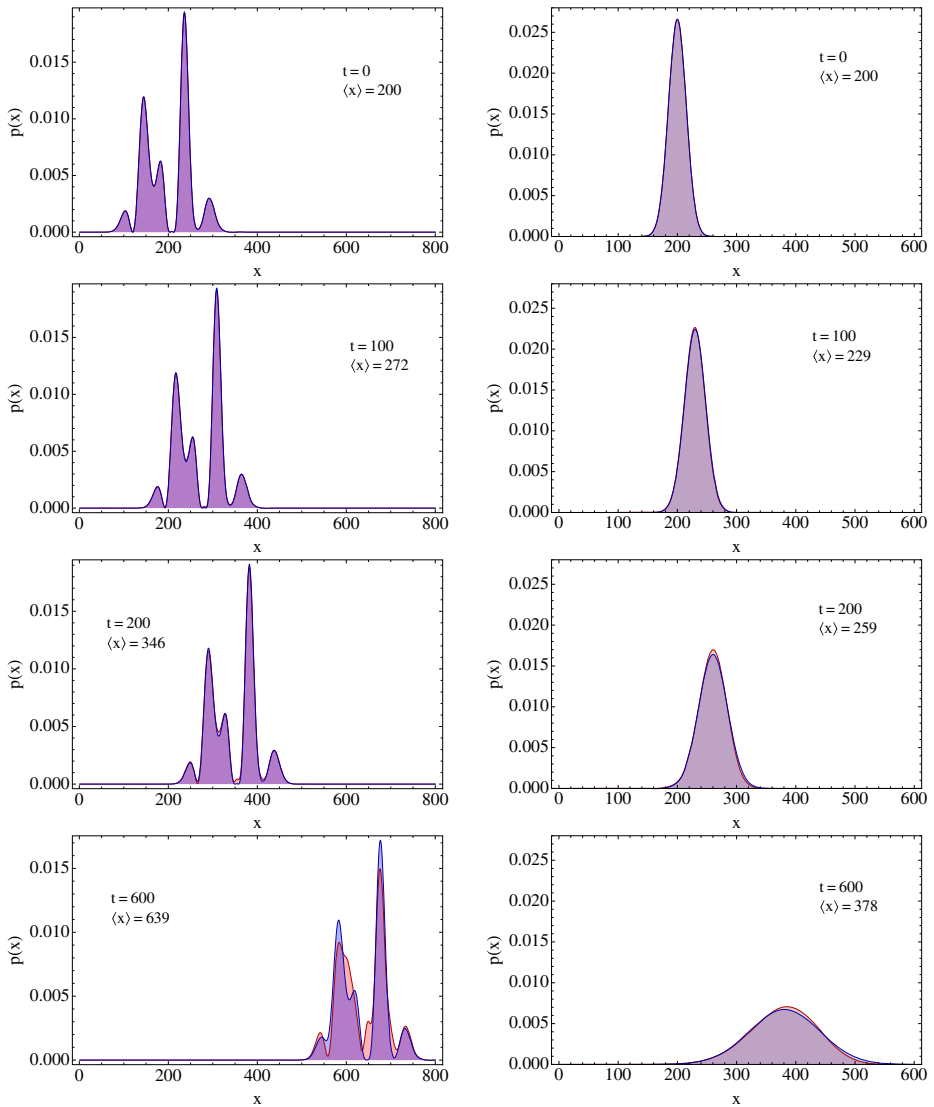 0.015
0.010
0.005
0.000
p(x)
t = 0
⟨x⟩ = 200
0 200 400 600 800
x
0.025
0.020
0.015
0.010
0.005
0.000
p(x)
t = 0
⟨x⟩ = 200
0 100 200 300 400 500 600
x
0.015
0.010
0.005
0.000
p(x)
t = 100
⟨x⟩ = 272
0 200 400 600 800
x
0.025
0.020
0.015
0.010
0.005
0.000
p(x)
t = 100
⟨x⟩ = 229
0 100 200 300 400 500 600
x
0.015
0.010
0.005
0.000
p(x)
t = 200
⟨x⟩ = 346
0 200 400 600 800
x
0.025
0.020
0.015
0.010
0.005
0.000
p(x)
t = 200
⟨x⟩ = 259
0 100 200 300 400 500 600
x
0.015
0.010
0.005
0.000
p(x)
t = 600
⟨x⟩ = 639
0 200 400 600 800
x
0.025
0.020
0.015
0.010
0.005
0.000
p(x)
t = 600
⟨x⟩ = 378
0 100 200 300 400 500 600
x